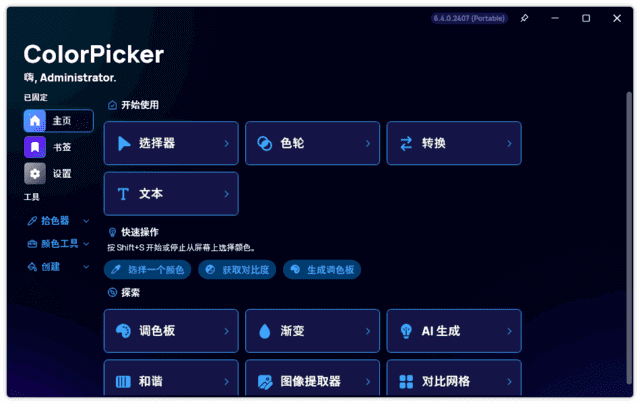 6.4.0.2407 (Portable)
ColorPicker
嗨, Administrator.
已固定
主页
书签
设置
工具
拾色器
颜色工具
创建
开始使用
选择器
色轮
转换
文本
快速操作
按 Shift+S 开始或停止从屏幕上选择颜色。
选择一个颜色
获取对比度
生成调色板
探索
调色板
渐变
AI 生成
和谐
图像提取器
对比网格